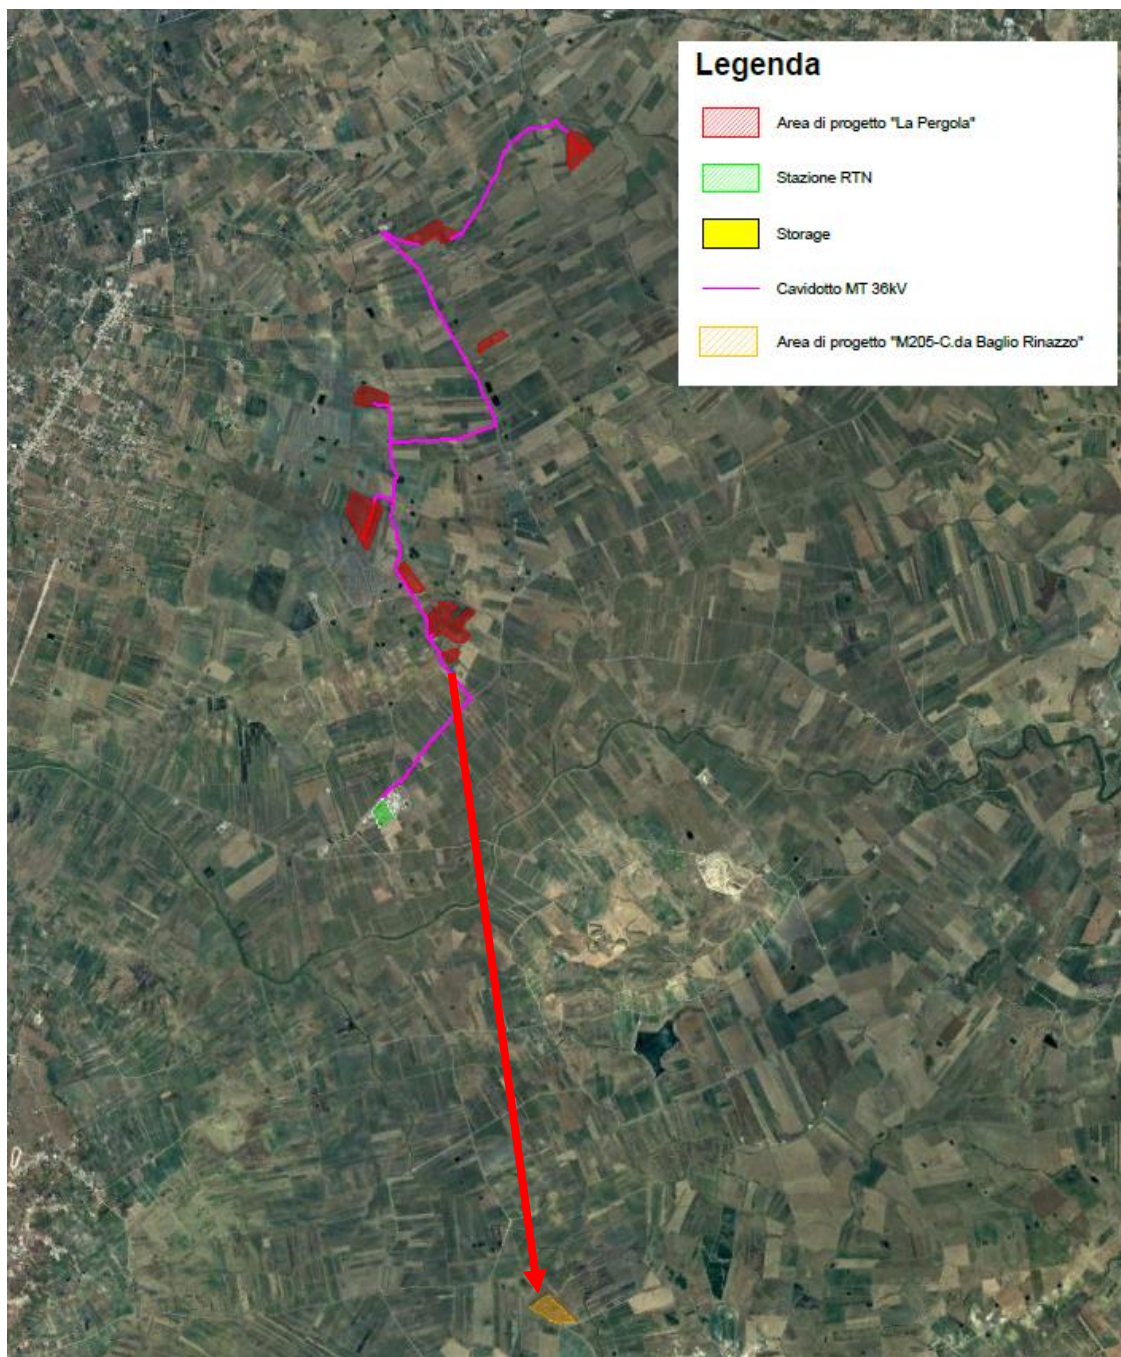 Legenda
Area di progetto "La Pergola"
Stazione RTN
Storage
Cavidotto MT 36kV
Area di progetto "M205-C.da Baglio Rinazzo"